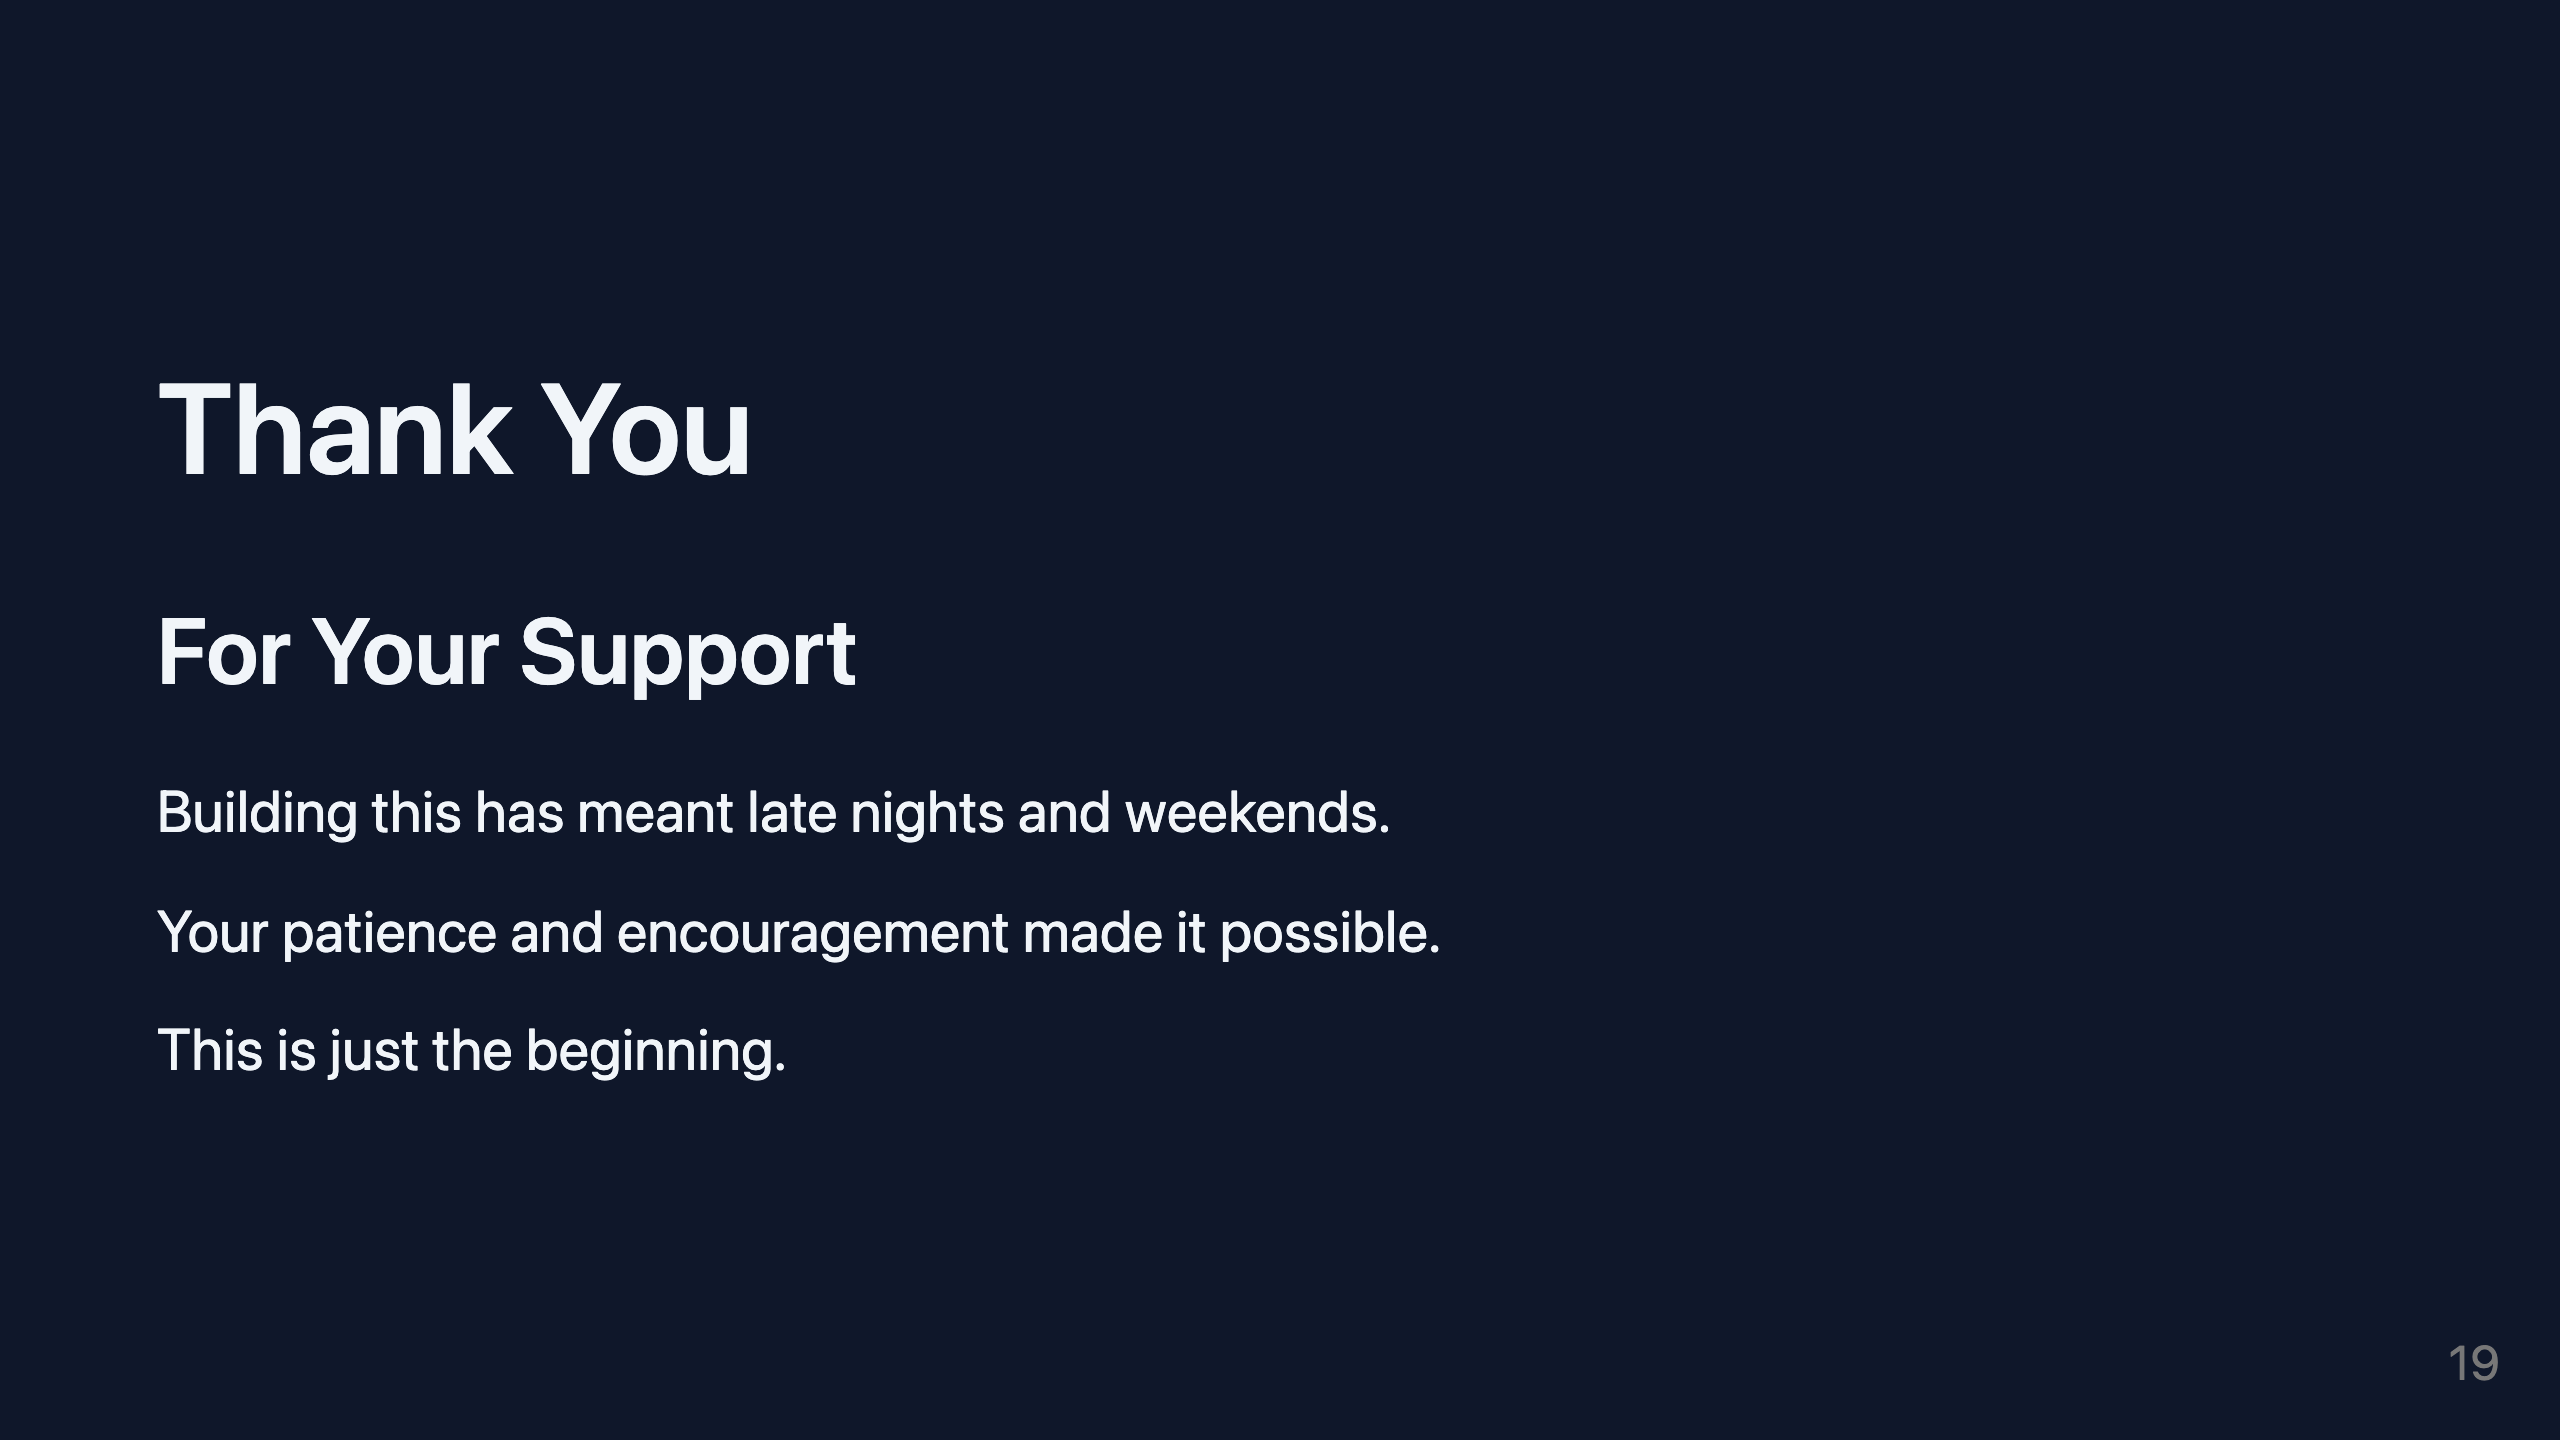 Thank You
For Your Support
Building this has meant late nights and weekends.
Your patience and encouragement made it possible.
This is just the beginning.
19